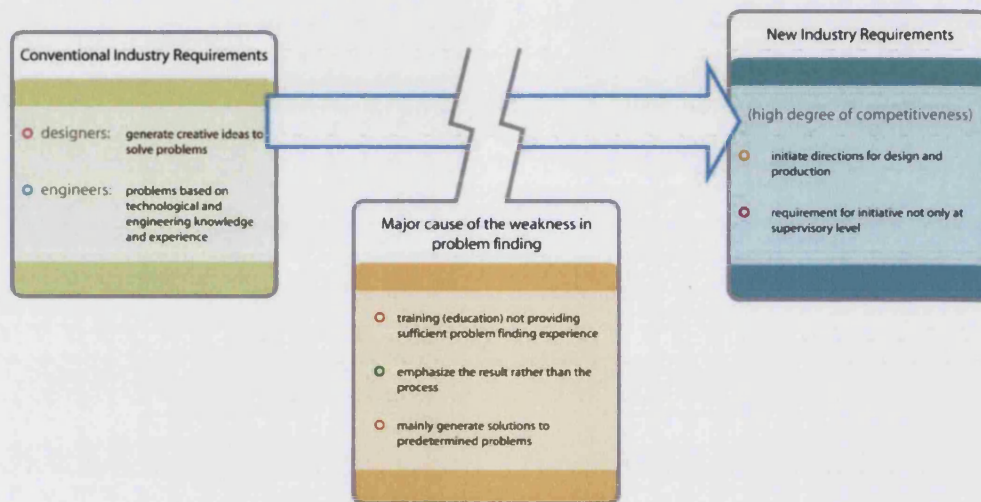 Conventional Industry Requirements
designers: generate creative ideas to
solve problems
engineers: problems based on
technological and
engineering knowledge
and experience
Major cause of the weakness in
problem finding
training (education) not providing
sufficient problem finding experience
emphasize the result rather than the
process
mainly generate solutions to
predetermined problems
New Industry Requirements
(high degree of competitiveness)
initiate directions for design and
production
requirement for initiative not only at
supervisory level